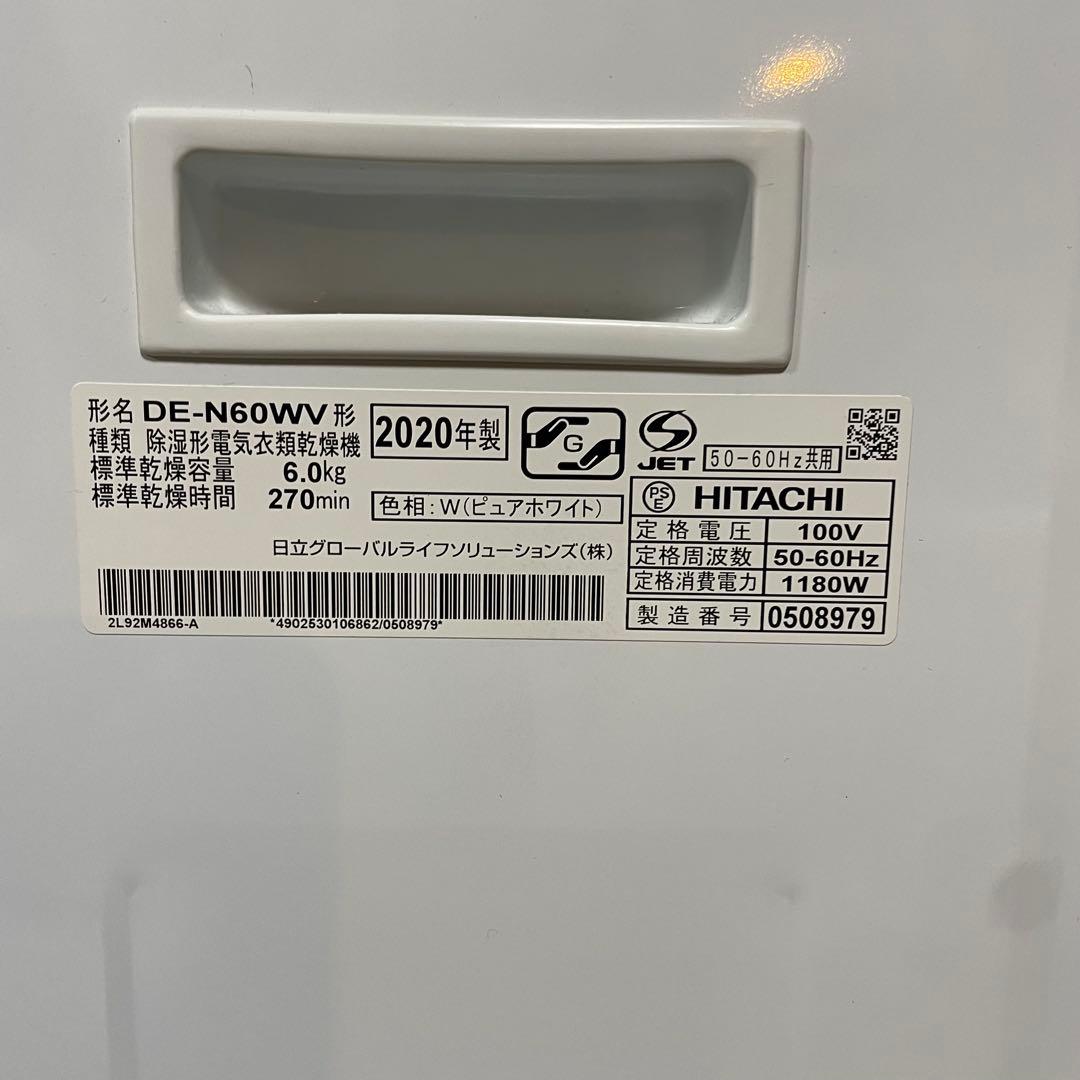 形名 DE-N60WV 形
種類 除湿形電気衣類乾燥機
標準乾燥容量 6.0kg
標準乾燥時間 270min
2020年製
G
JET
50-60Hz共用
色相:W(ピュアホワイト)
日立グローバルライフソリューションズ(株)
2L92M4866-A
*4902530106862/0508979*
PSE HITACHI
定格電圧 100V
定格周波数 50-60Hz
定格消費電力 1180W
製造番号 0508979